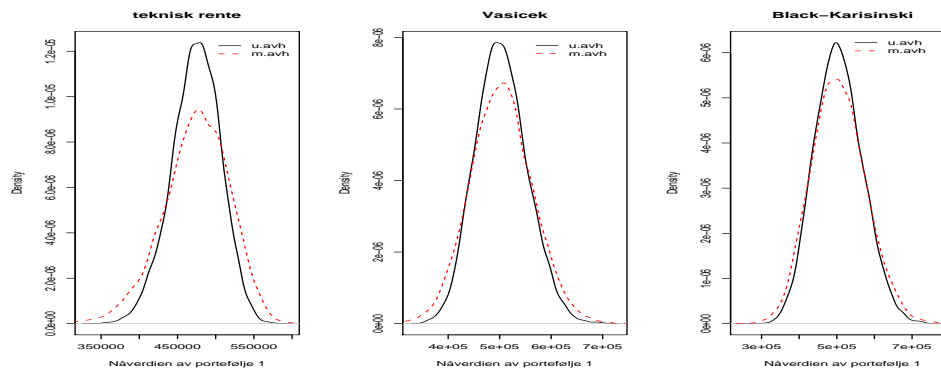 teknisk rente
Density
0.0e+00
2.0e-06
4.0e-06
6.0e-06
8.0e-06
1.0e-05
1.2e-05
u.avh
m.avh
350000
450000
550000
Nåverdien av portefølje 1
Vasicek
Density
0e+00
2e-06
4e-06
6e-06
8e-06
u.avh
m.avh
4e+05
5e+05
6e+05
7e+05
Nåverdien av portefølje 1
Black−Karisinski
Density
0e+00
1e-06
2e-06
3e-06
4e-06
5e-06
6e-06
u.avh
m.avh
3e+05
5e+05
7e+05
Nåverdien av portefølje 1